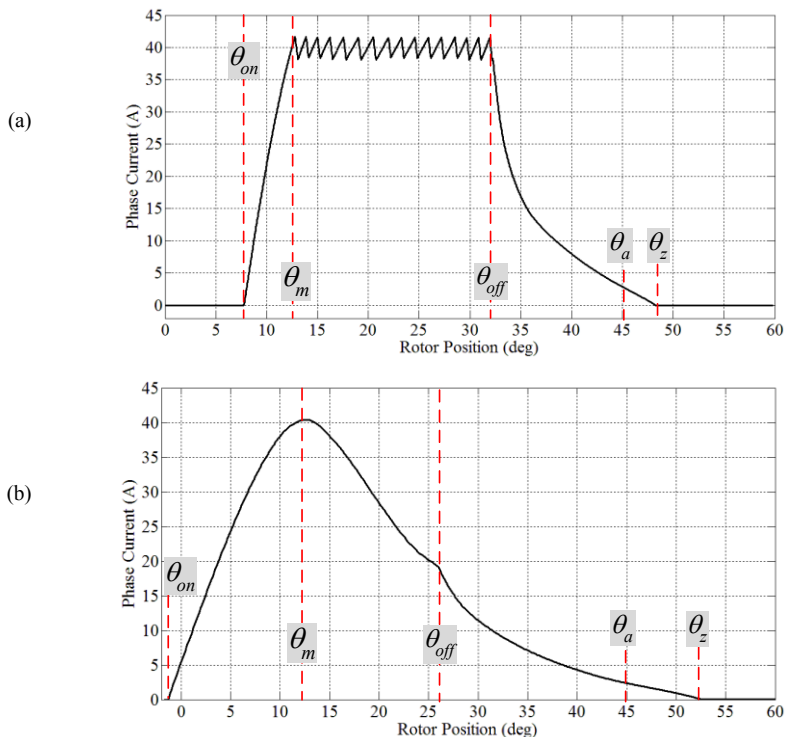 (a)
Phase Current (A)
45
40
35
30
25
20
15
10
5
0
θon
θm
θoff
θa
θz
0 5 10 15 20 25 30 35 40 45 50 55 60
Rotor Position (deg)
(b)
Phase Current (A)
45
40
35
30
25
20
15
10
5
0
θon
θm
θoff
θa
θz
0 5 10 15 20 25 30 35 40 45 50 55 60
Rotor Position (deg)